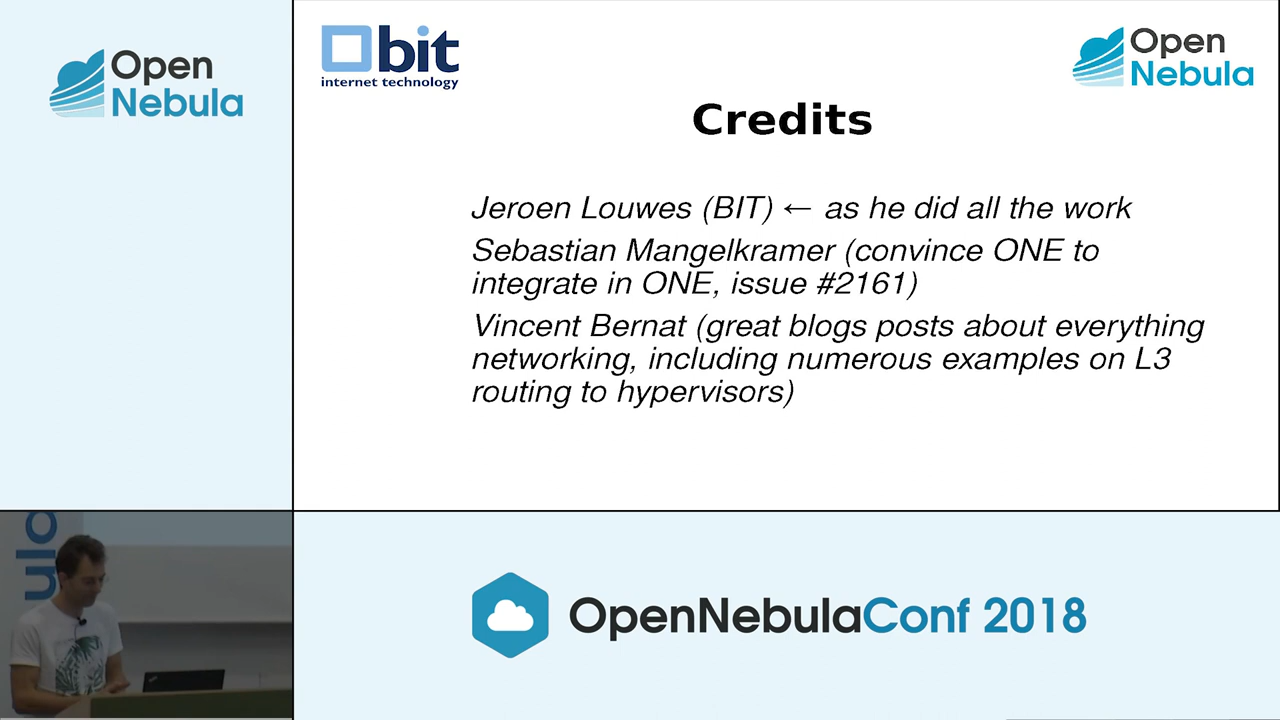 Open
Nebula
bit
internet technology
Open
Nebula
Credits
Jeroen Louwes (BIT) ← as he did all the work
Sebastian Mangelkramer (convince ONE to
integrate in ONE, issue #2161)
Vincent Bernat (great blogs posts about everything
networking, including numerous examples on L3
routing to hypervisors)
OpenNebulaConf 2018